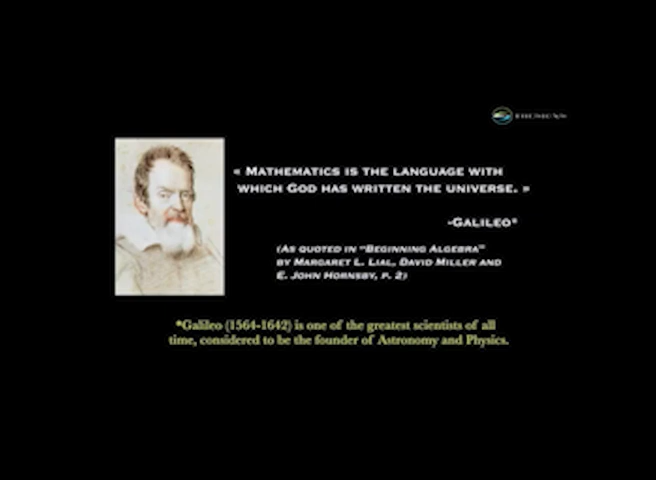 « Mathematics is the language with
which God has written the universe. »
-Galileo*
(As quoted in "Beginning Algebra"
by Margaret L. Lial, David Miller and
E. John Hornsby, p. 2)
*Galileo (1564-1642) is one of the greatest scientists of all
time, considered to be the founder of Astronomy and Physics.